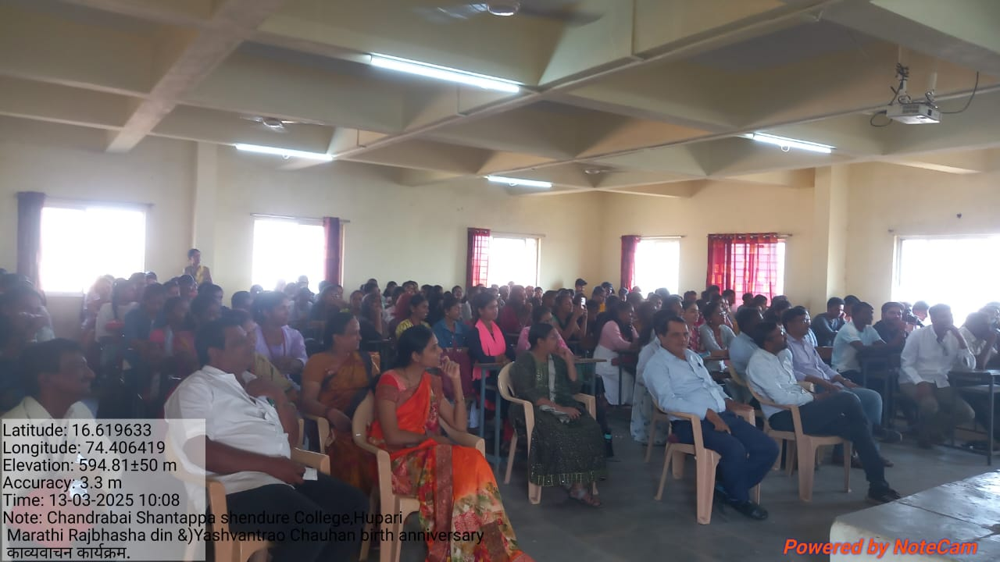 Latitude: 16.619633
Longitude: 74.406419
Elevation: 594.81±50 m
Accuracy: 3.3 m
Time: 13-03-2025 10:08
Note: Chandrabai Shantappa shendure College,Hupari
Marathi Rajbhasha din &)Yashvantrao Chauhan birth anniversary
काव्यवाचन कार्यक्रम.
Powered by NoteCam